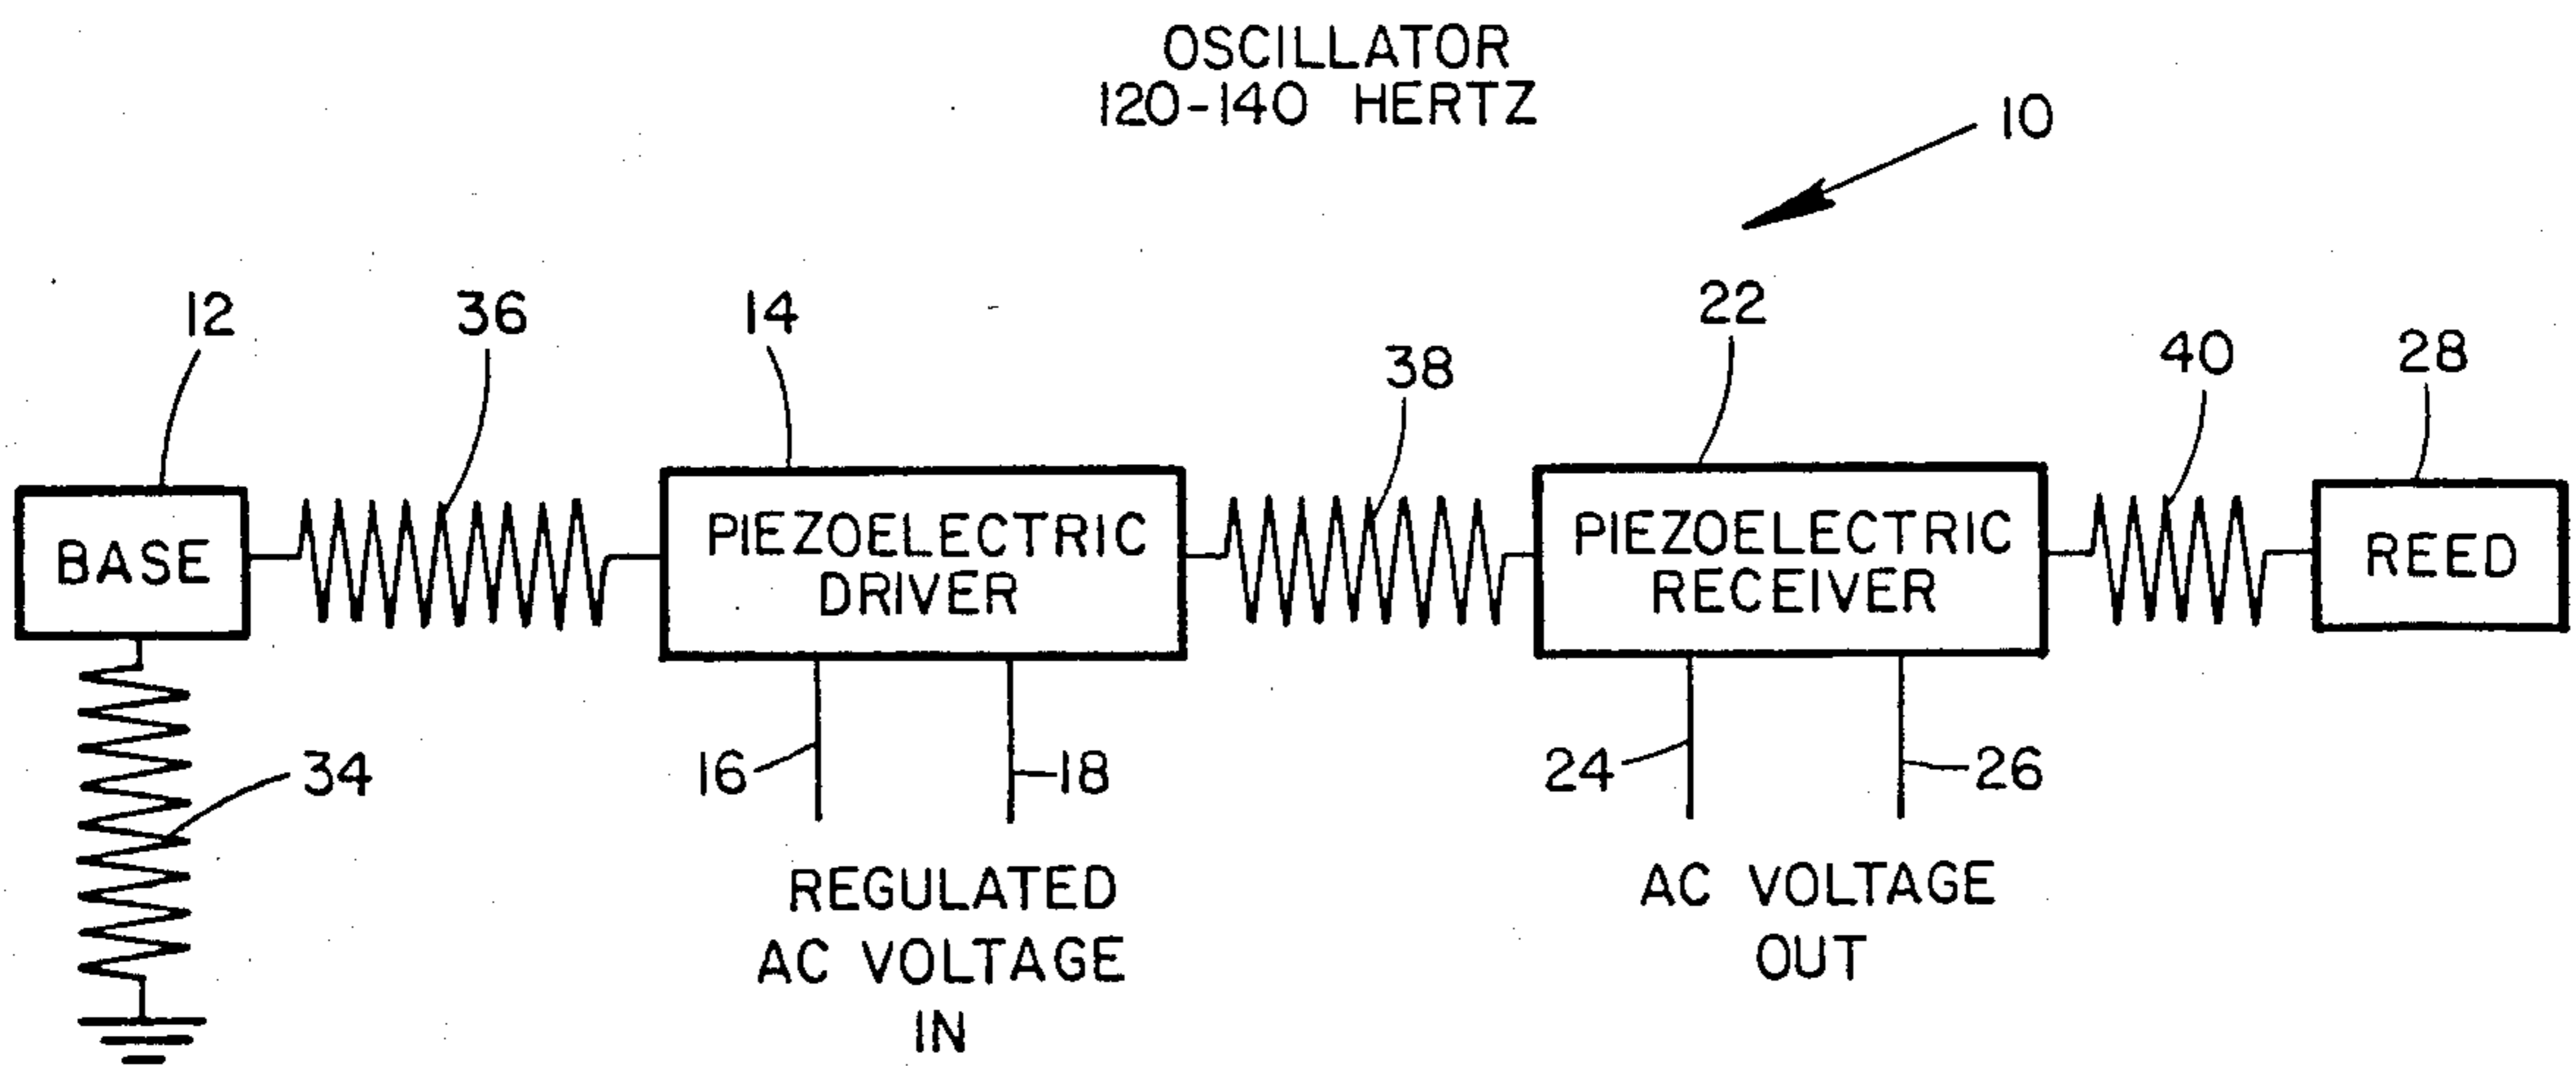 OSCILLATOR
120-140 HERTZ
10
12
36
14
22
38
40
28
BASE
PIEZOELECTRIC
DRIVER
PIEZOELECTRIC
RECEIVER
REED
34
16
18
24
26
REGULATED
AC VOLTAGE
IN
AC VOLTAGE
OUT